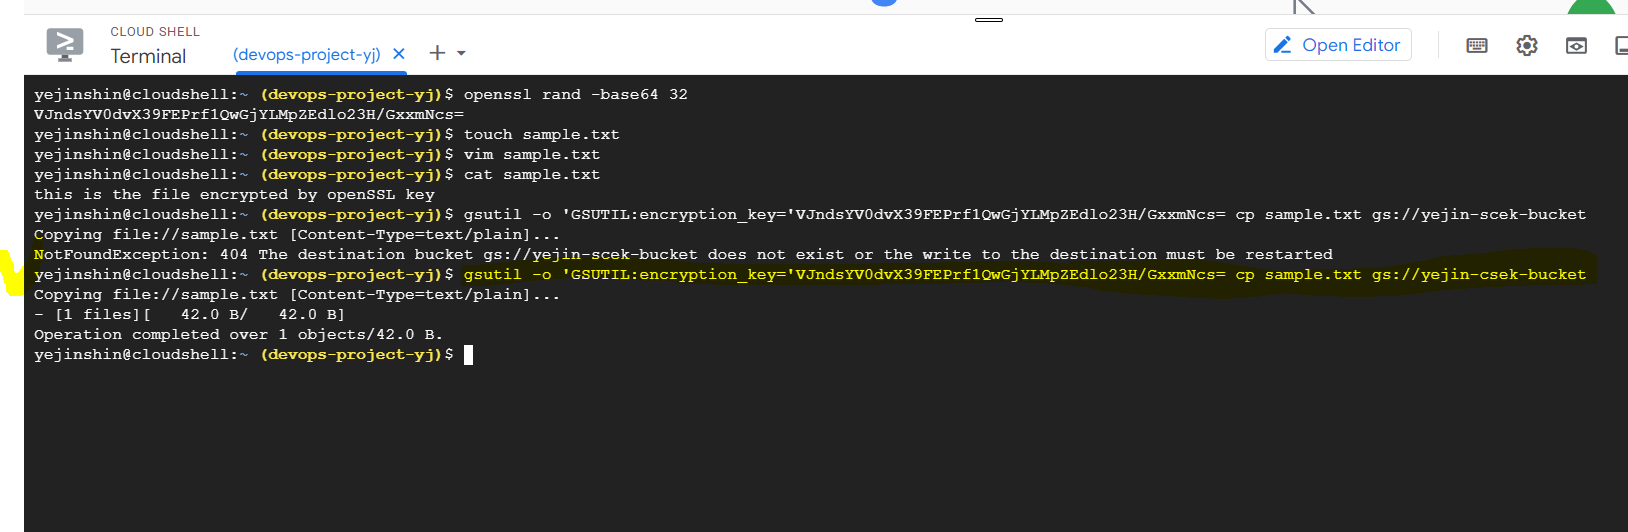 CLOUD SHELL
Terminal
(devops-project-yj)
Open Editor
yejinshin@cloudshell:~ (devops-project-yj)$ openssl rand -base64 32
VJndsYV0dvX39FEPrf1QwGjYLMpZEdlo23H/GxxmNcs=
yejinshin@cloudshell:~ (devops-project-yj)$ touch sample.txt
yejinshin@cloudshell:~ (devops-project-yj)$ vim sample.txt
yejinshin@cloudshell:~ (devops-project-yj)$ cat sample.txt
this is the file encrypted by openSSL key
yejinshin@cloudshell:~ (devops-project-yj)$ gsutil -o 'GSUTIL:encryption_key='VJndsYV0dvX39FEPrf1QwGjYLMpZEdlo23H/GxxmNcs= cp sample.txt gs://yejin-scek-bucket
Copying file://sample.txt [Content-Type=text/plain]...
NotFoundException: 404 The destination bucket gs://yejin-scek-bucket does not exist or the write to the destination must be restarted
yejinshin@cloudshell:~ (devops-project-yj)$ gsutil -o 'GSUTIL:encryption_key='VJndsYV0dvX39FEPrf1QwGjYLMpZEdlo23H/GxxmNcs= cp sample.txt gs://yejin-csek-bucket
Copying file://sample.txt [Content-Type=text/plain]...
- [1 files][   42.0 B/   42.0 B]
Operation completed over 1 objects/42.0 B.
yejinshin@cloudshell:~ (devops-project-yj)$